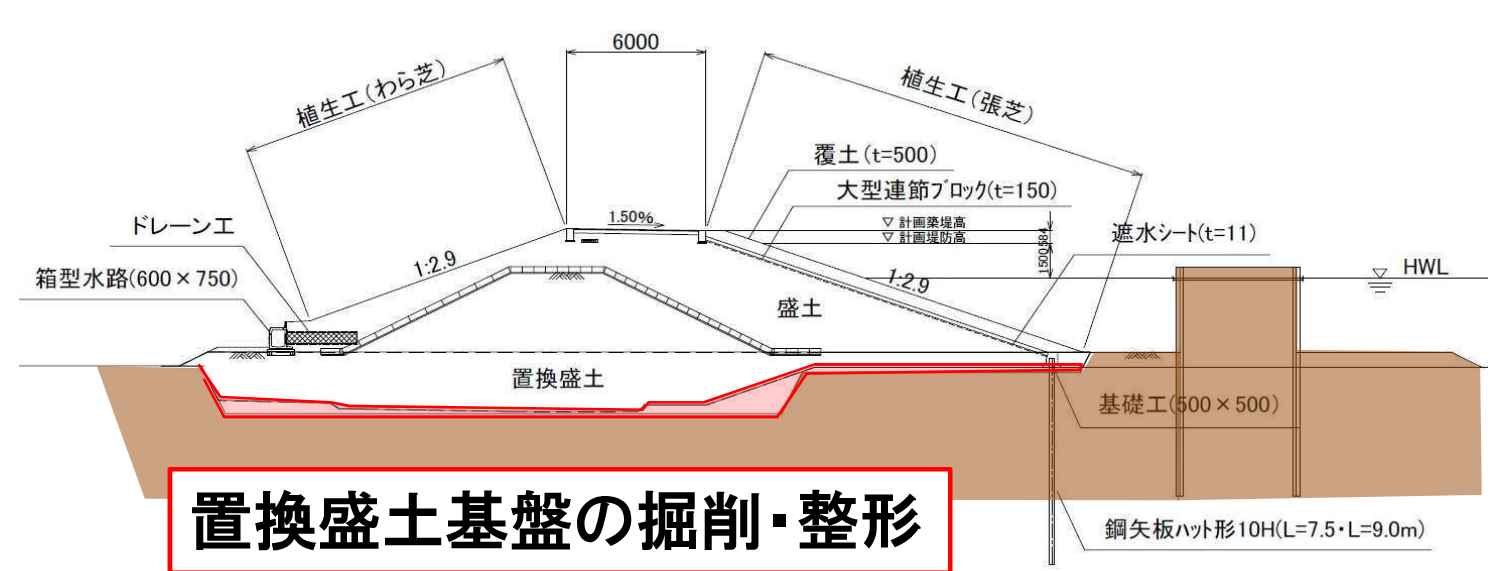 6000
植生工(わら芝)
植生工(張芝)
覆土(t=500)
大型連節ブロック(t=150)
ドレーン工
1.50%
▽ 計画築堤高
▽ 計画堤防高
584
1500
遮水シート(t=11)
箱型水路(600×750)
1:2.9
1:2.9
▽ HWL
盛土
置換盛土
基礎工(500×500)
置換盛土基盤の掘削・整形
鋼矢板ハット形10H(L=7.5・L=9.0m)